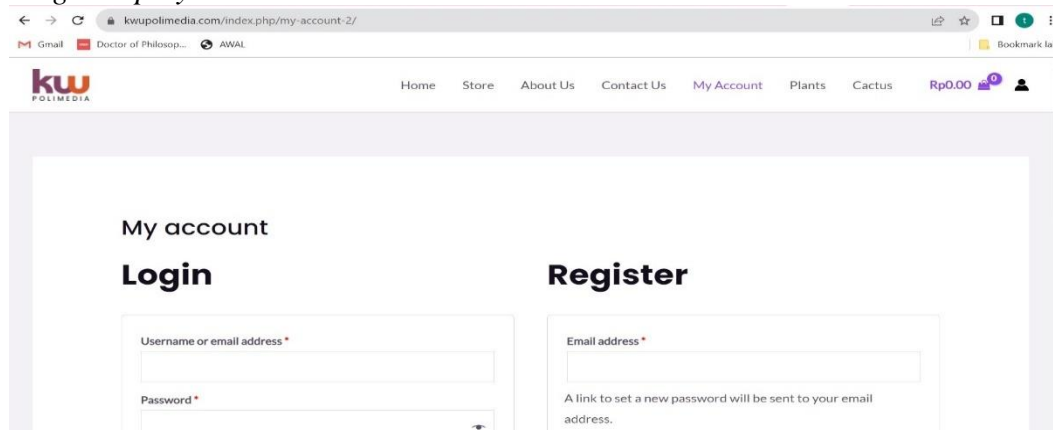 kwupolimedia.com/index.php/my-account-2/
Gmail Doctor of Philosop... AWAL Bookmark la
kuu
POLIMEDIA
Home Store About Us Contact Us My Account Plants Cactus Rp0.00 0
My account
Login Register
Username or email address *
Email address *
Password *
A link to set a new password will be sent to your email
address.